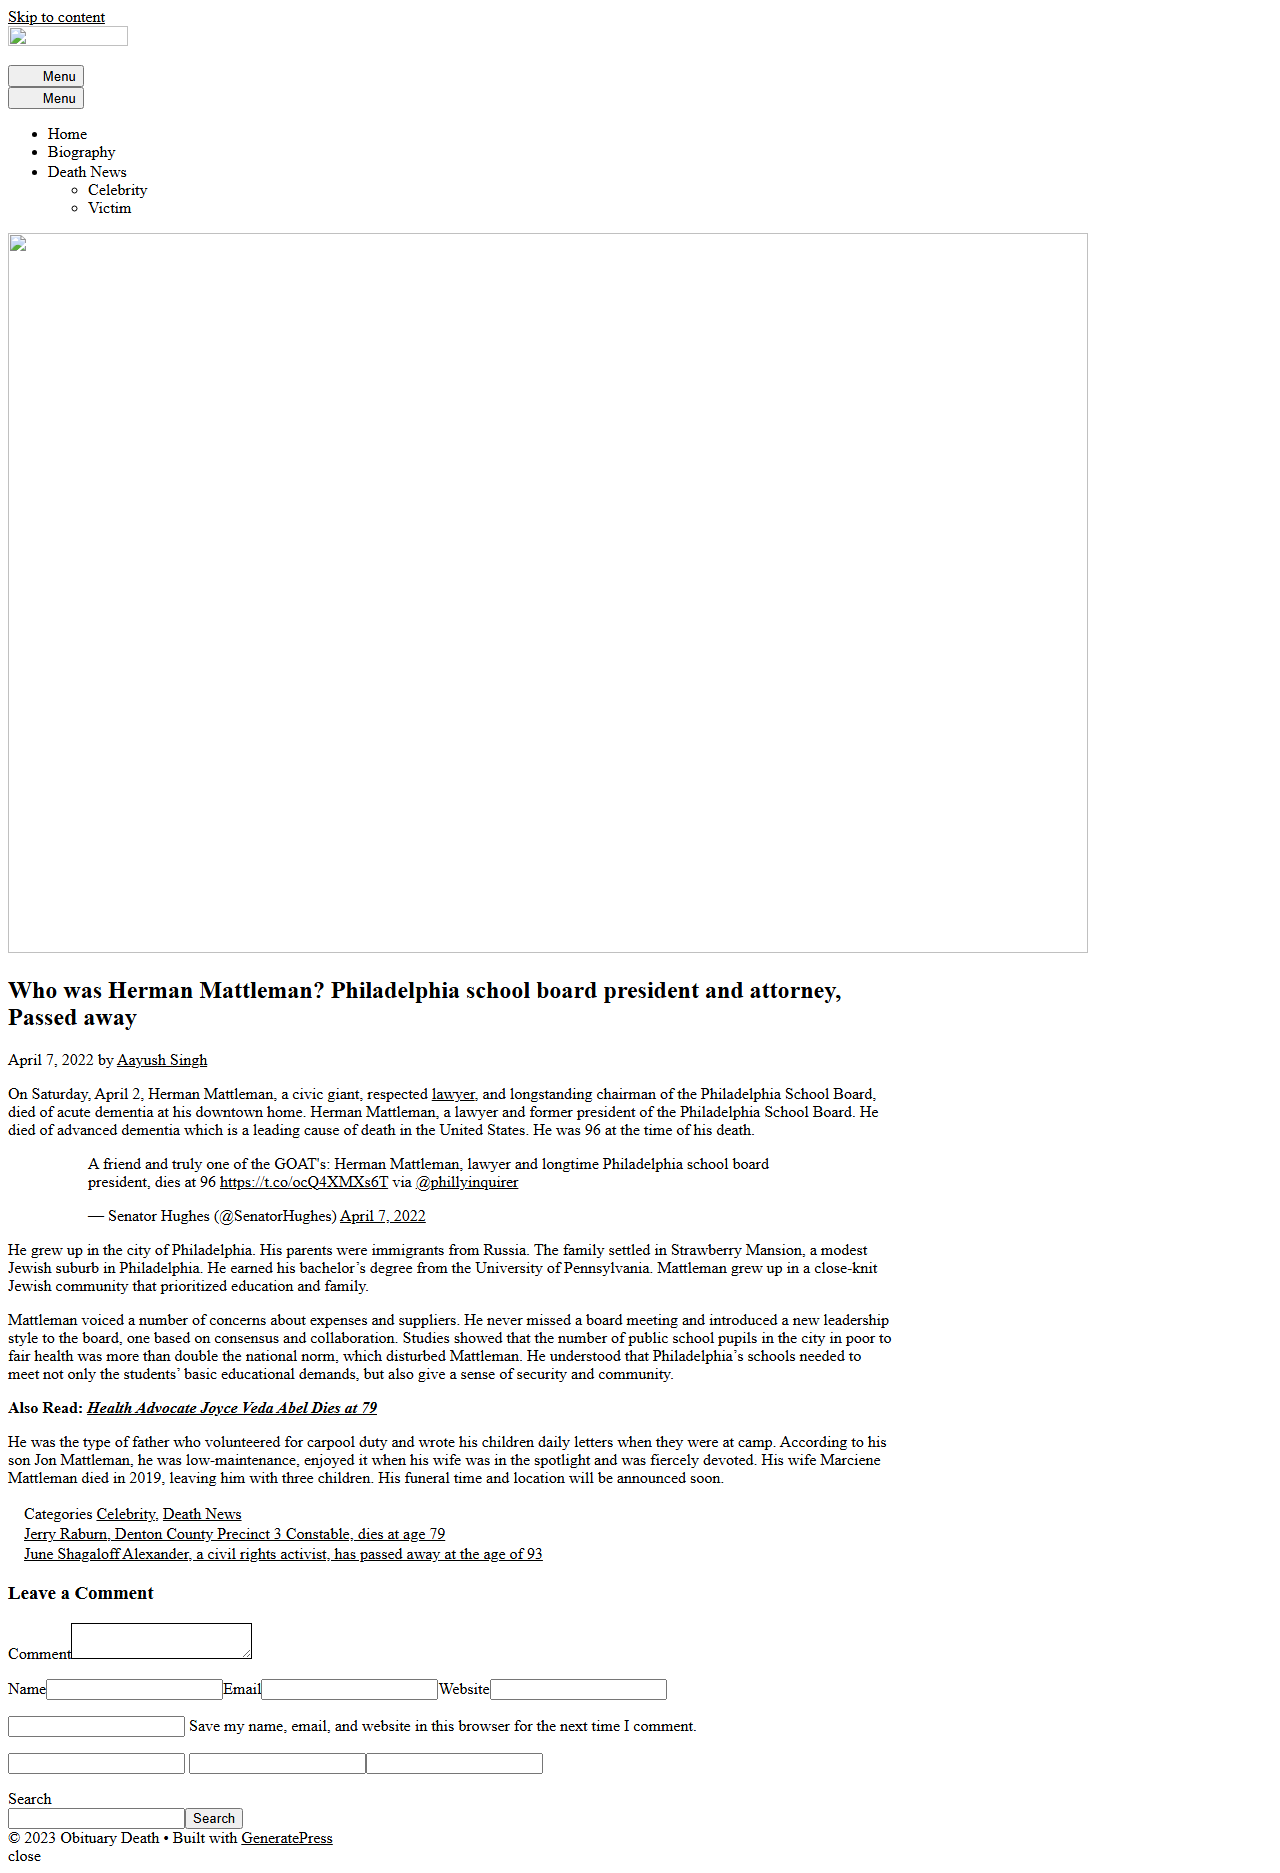 Skip to content
Menu
Menu
Home
Biography
Death News
Celebrity
Victim
Who was Herman Mattleman? Philadelphia school board president and attorney,
Passed away
April 7, 2022 by Aayush Singh
On Saturday, April 2, Herman Mattleman, a civic giant, respected lawyer, and longstanding chairman of the Philadelphia School Board,
died of acute dementia at his downtown home. Herman Mattleman, a lawyer and former president of the Philadelphia School Board. He
died of advanced dementia which is a leading cause of death in the United States. He was 96 at the time of his death.
A friend and truly one of the GOAT's: Herman Mattleman, lawyer and longtime Philadelphia school board
president, dies at 96 https://t.co/ocQ4XMXs6T via @phillyinquirer
— Senator Hughes (@SenatorHughes) April 7, 2022
He grew up in the city of Philadelphia. His parents were immigrants from Russia. The family settled in Strawberry Mansion, a modest
Jewish suburb in Philadelphia. He earned his bachelor’s degree from the University of Pennsylvania. Mattleman grew up in a close-knit
Jewish community that prioritized education and family.
Mattleman voiced a number of concerns about expenses and suppliers. He never missed a board meeting and introduced a new leadership
style to the board, one based on consensus and collaboration. Studies showed that the number of public school pupils in the city in poor to
fair health was more than double the national norm, which disturbed Mattleman. He understood that Philadelphia’s schools needed to
meet not only the students’ basic educational demands, but also give a sense of security and community.
Also Read: Health Advocate Joyce Veda Abel Dies at 79
He was the type of father who volunteered for carpool duty and wrote his children daily letters when they were at camp. According to his
son Jon Mattleman, he was low-maintenance, enjoyed it when his wife was in the spotlight and was fiercely devoted. His wife Marciene
Mattleman died in 2019, leaving him with three children. His funeral time and location will be announced soon.
Categories Celebrity, Death News
Jerry Raburn, Denton County Precinct 3 Constable, dies at age 79
June Shagaloff Alexander, a civil rights activist, has passed away at the age of 93
Leave a Comment
Comment
Name Email Website
Save my name, email, and website in this browser for the next time I comment.
Search
Search
© 2023 Obituary Death • Built with GeneratePress
close